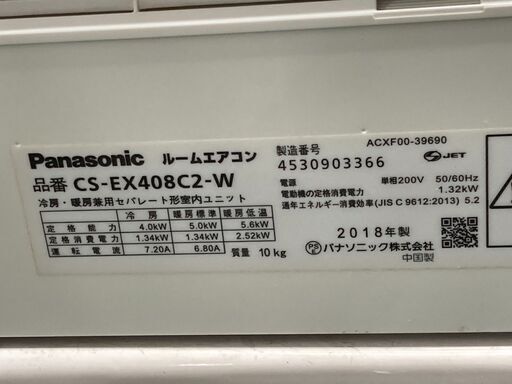 Panasonic ルームエアコン
品番 CS-EX408C2-W
冷房・暖房兼用セパレート形室内ユニット
冷 房 暖房標準 暖房低温
定 格 能 力 4.0kW 5.0kW 5.6kW
定格消費電力 1.34kW 1.34kW 2.52kW
運 転 電 流 7.20A 6.80A
質量 10kg
ACXF00-39690
製造番号
4530903366
JET
電源 単相200V 50/60Hz
電動機の定格消費電力 1.32kW
通年エネルギー消費効率(JIS C 9612:2013) 5.2
2018年製
PS E パナソニック株式会社
中国製